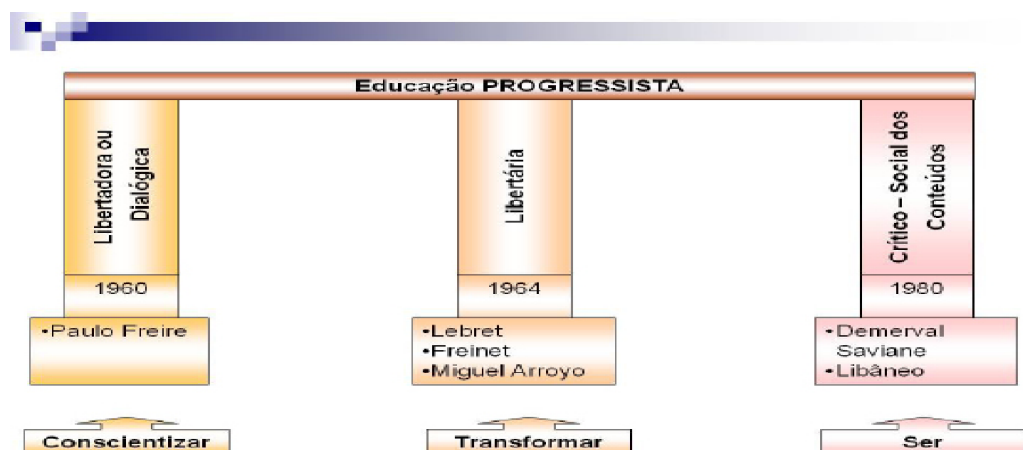 Educação PROGRESSISTA
Libertadora ou
Dialógica
1960
•Paulo Freire
Conscientizar
Libertária
1964
•Lebret
•Freinet
•Miguel Arroyo
Transformar
Crítico – Social dos
Conteúdos
1980
•Demerval
Saviane
•Libâneo
Ser